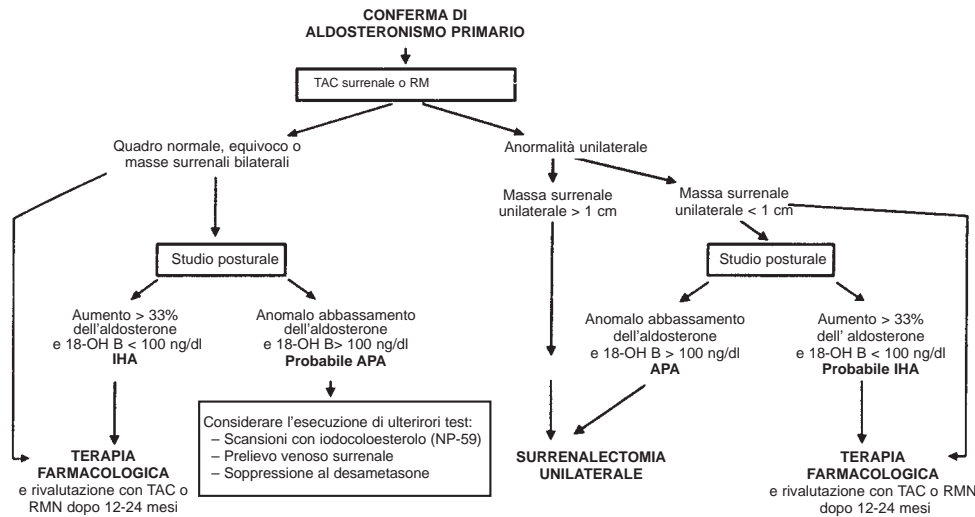 CONFERMA DI
ALDOSTERONISMO PRIMARIO
TAC surrenale o RM
Quadro normale, equivoco o
masse surrenali bilaterali
Anormalità unilaterale
Massa surrenale
unilaterale > 1 cm
Massa surrenale
unilaterale < 1 cm
Studio posturale
Studio posturale
Aumento > 33%
dell'aldosterone
e 18-OH B < 100 ng/dl
IHA
Anomalo abbassamento
dell'aldosterone
e 18-OH B> 100 ng/dl
Probabile APA
Anomalo abbassamento
dell'aldosterone
e 18-OH B > 100 ng/dl
APA
Aumento > 33%
dell' aldosterone
e 18-OH B < 100 ng/dl
Probabile IHA
Considerare l'esecuzione di ulterirori test:
– Scansioni con iodocoloesterolo (NP-59)
– Prelievo venoso surrenale
– Soppressione al desametasone
TERAPIA
FARMACOLOGICA
e rivalutazione con TAC o
RMN dopo 12-24 mesi
SURRENALECTOMIA
UNILATERALE
TERAPIA
FARMACOLOGICA
e rivalutazione con TAC o RMN
dopo 12-24 mesi